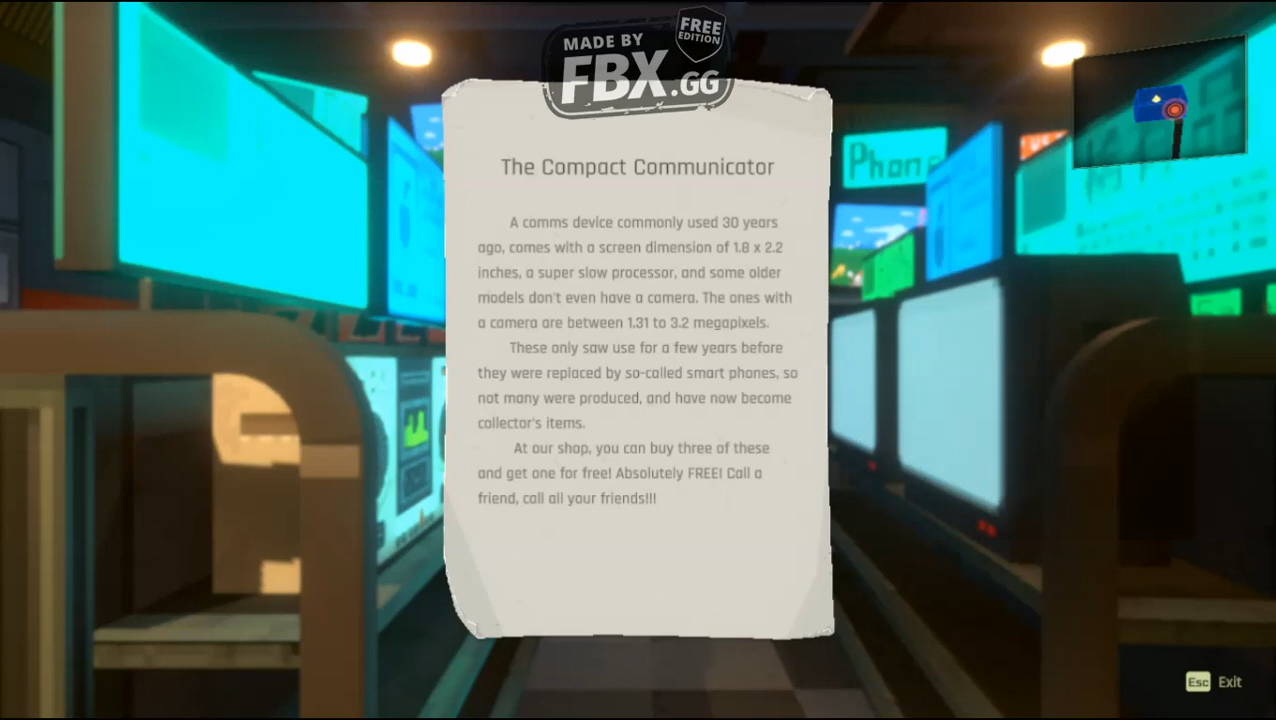 MADE BY
FREE
EDITION
FBX.GG
The Compact Communicator
A comms device commonly used 30 years
ago, comes with a screen dimension of 1.8 x 2.2
inches, a super slow processor, and some older
models don't even have a camera. The ones with
a camera are between 1.31 to 3.2 megapixels.
These only saw use for a few years before
they were replaced by so-called smart phones, so
not many were produced, and have now become
collector's items.
At our shop, you can buy three of these
and get one for free! Absolutely FREE! Call a
friend, call all your friends!!!
Phone
Esc Exit